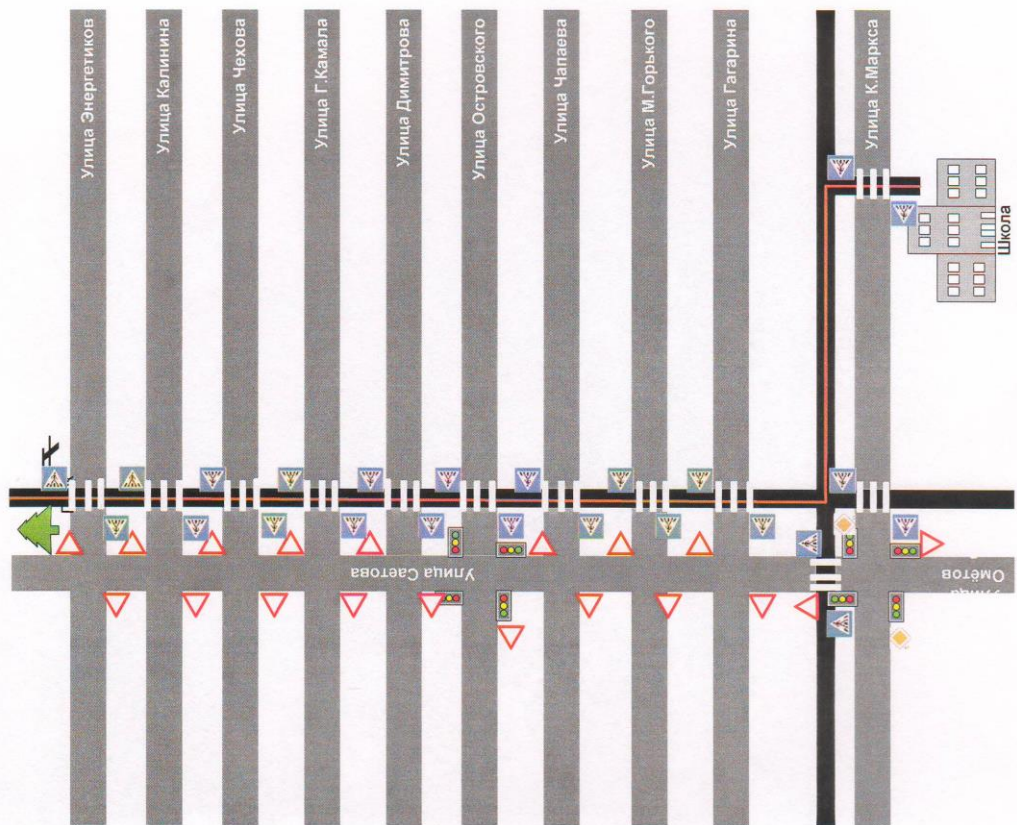 Улица Энергетиков
Улица Калинина
Улица Чехова
Улица Г.Камала
Улица Димитрова
Улица Островского
Улица Чапаева
Улица М.Горького
Улица Гагарина
Улица К.Маркса
Школа
Улица Саетова
Улица
Омётов